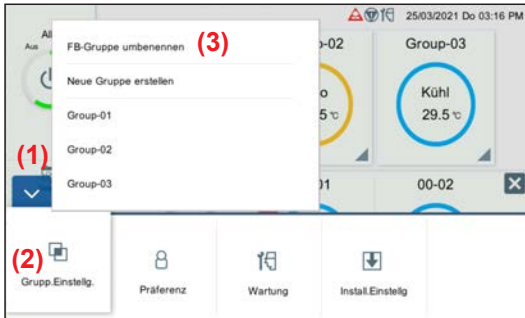 25/03/2021 Do 03:16 PM
All
Aus
FB-Gruppe umbenennen
(3)
Neue Gruppe erstellen
Group-01
Group-02
Group-03
-02
Group-03
o
5 °C
Kühl
29.5 °C
(1)
01
00-02
(2)
Grupp.Einstellg.
Präferenz
Wartung
Install.Einstellg